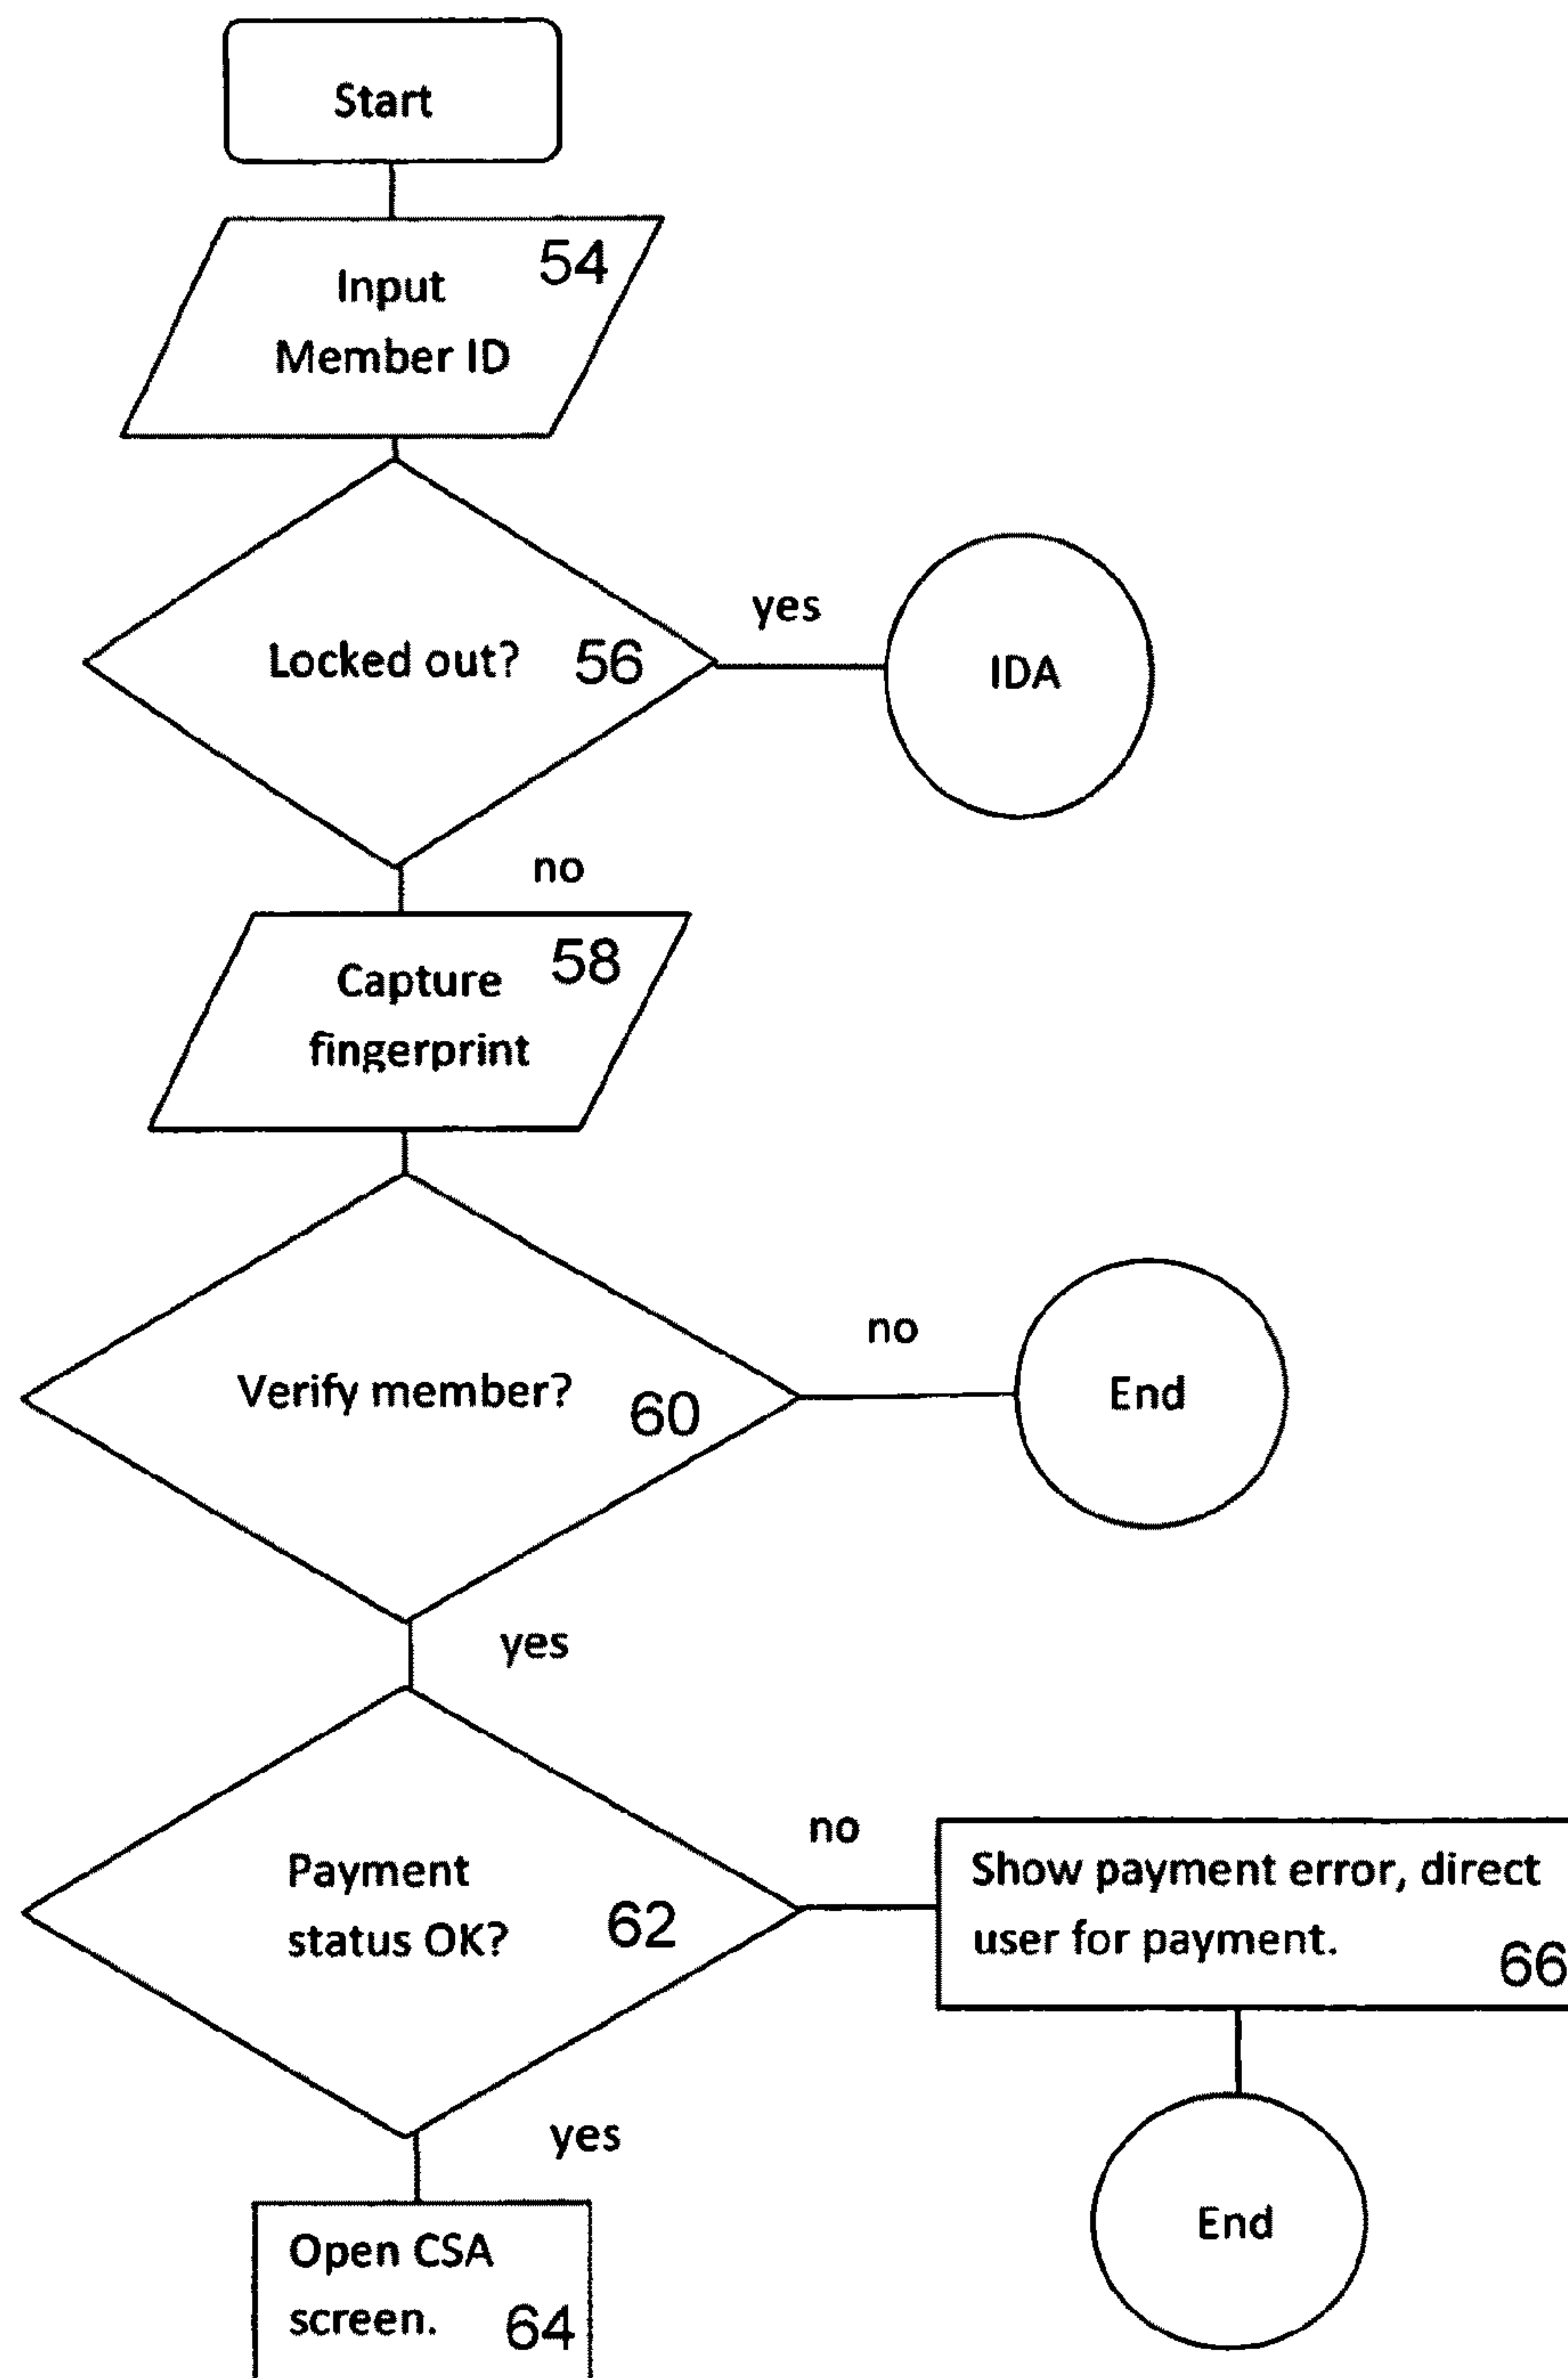 Start
54
Input
Member ID
yes
Locked out? 56
IDA
no
58
Capture
fingerprint
no
Verify member? 60
End
yes
no
Payment
status OK? 62
Show payment error, direct
user for payment.
66
yes
Open CSA
screen. 64
End